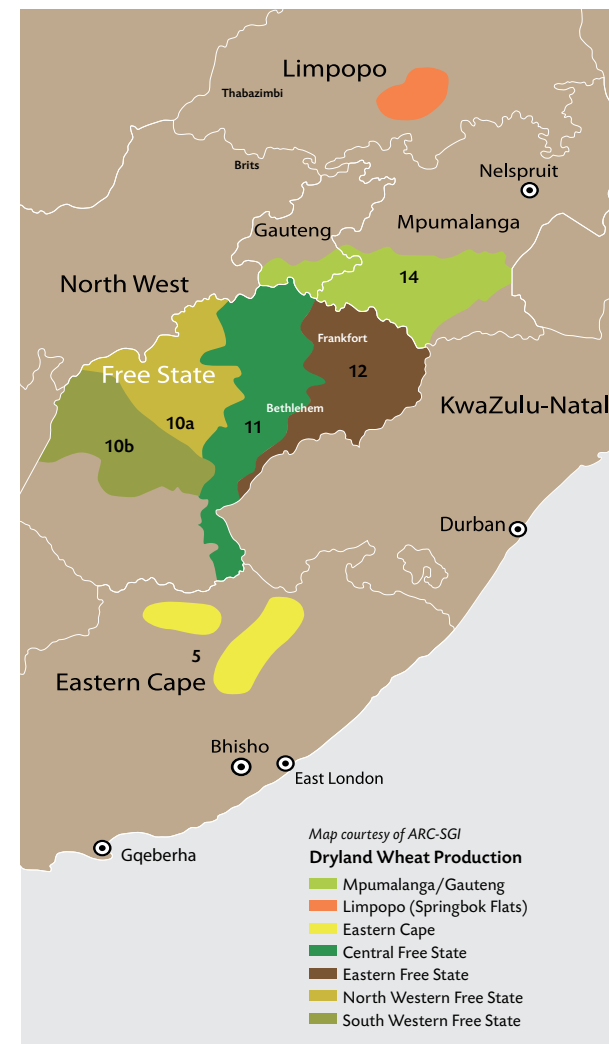 Limpopo
Thabazimbi
Brits
Nelspruit
Gauteng
Mpumalanga
North West
14
Frankfort
Free State
12
KwaZulu-Natal
Bethlehem
10a
11
10b
Durban
5
Eastern Cape
Bhisho
East London
Gqeberha
Map courtesy of ARC-SGI
Dryland Wheat Production
Mpumalanga/Gauteng
Limpopo (Springbok Flats)
Eastern Cape
Central Free State
Eastern Free State
North Western Free State
South Western Free State